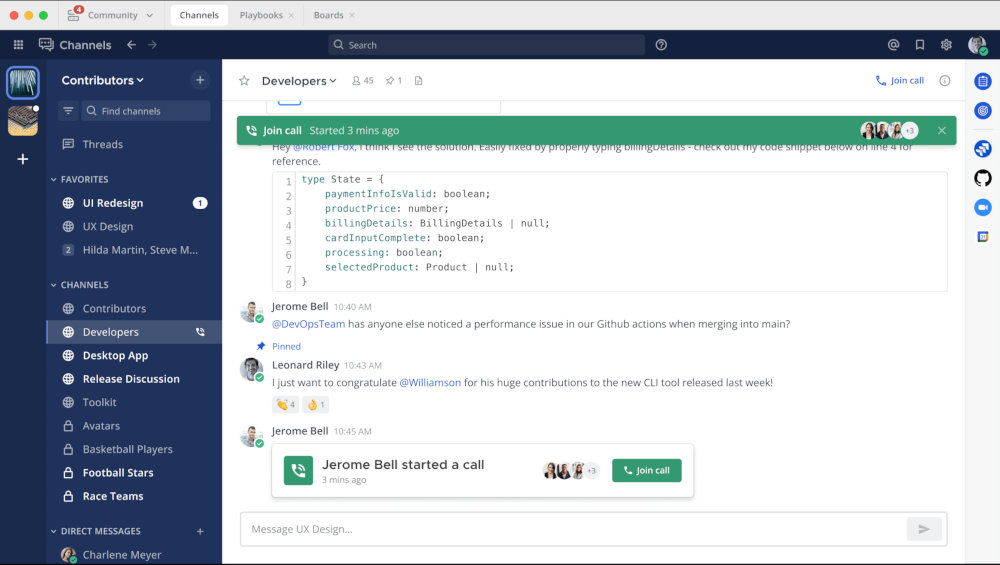 4
Community
Channels
Playbooks
Boards
Channels
Search
Contributors
Find channels
Threads
FAVORITES
UI Redesign 1
UX Design
2 Hilda Martin, Steve M...
CHANNELS
Contributors
Developers
Desktop App
Release Discussion
Toolkit
Avatars
Basketball Players
Football Stars
Race Teams
DIRECT MESSAGES
Charlene Meyer
Developers 45 1
Join call
Join call Started 3 mins ago +3
Hey @Robert Fox, I think I see the solution. Easily fixed by properly typing billingDetails - check out my code snippet below on line 4 for
reference.
1 type State = {
2 paymentInfoIsValid: boolean;
3 productPrice: number;
4 billingDetails: BillingDetails | null;
5 cardInputComplete: boolean;
6 processing: boolean;
7 selectedProduct: Product | null;
8 }
Jerome Bell 10:40 AM
@DevOpsTeam has anyone else noticed a performance issue in our Github actions when merging into main?
Pinned
Leonard Riley 10:43 AM
I just want to congratulate @Williamson for his huge contributions to the new CLI tool released last week!
4 1
Jerome Bell 10:45 AM
Jerome Bell started a call
3 mins ago
+3
Join call
Message UX Design...